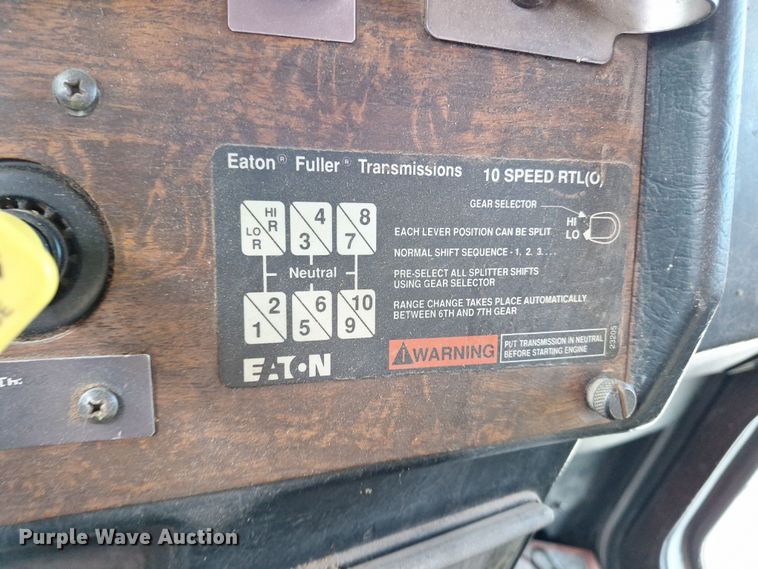 Eaton® Fuller® Transmissions 10 SPEED RTL(O)
GEAR SELECTOR
HI
LO
LO R HI R 3 4 7 8
Neutral
1 2 5 6 9 10
EACH LEVER POSITION CAN BE SPLIT
NORMAL SHIFT SEQUENCE - 1. 2. 3....
PRE-SELECT ALL SPLITTER SHIFTS
USING GEAR SELECTOR
RANGE CHANGE TAKES PLACE AUTOMATICALLY
BETWEEN 6TH AND 7TH GEAR
EATON
WARNING
PUT TRANSMISSION IN NEUTRAL
BEFORE STARTING ENGINE
23205
Purple Wave Auction®